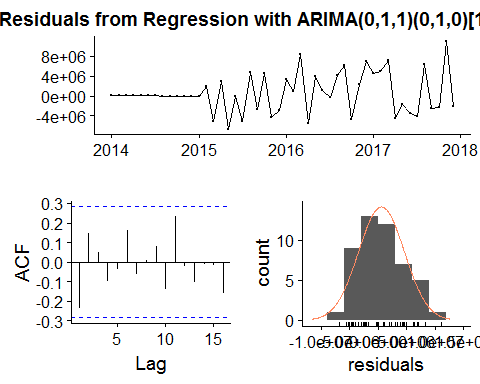 Residuals from Regression with ARIMA(0,1,1)(0,1,0)[1
8e+06
4e+06
0e+00
-4e+06
2014
2015
2016
2017
2018
0.3
0.2
0.1
0.0
-0.1
-0.2
-0.3
ACF
5
10
15
Lag
10
5
0
count
residuals